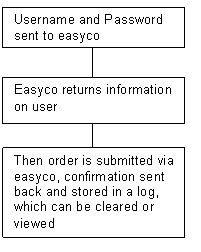 Username and Password
sent to easyco
Easyco returns information
on user
Then order is submitted via
easyco, confirmation sent
back and stored in a log,
which can be cleared or
viewed